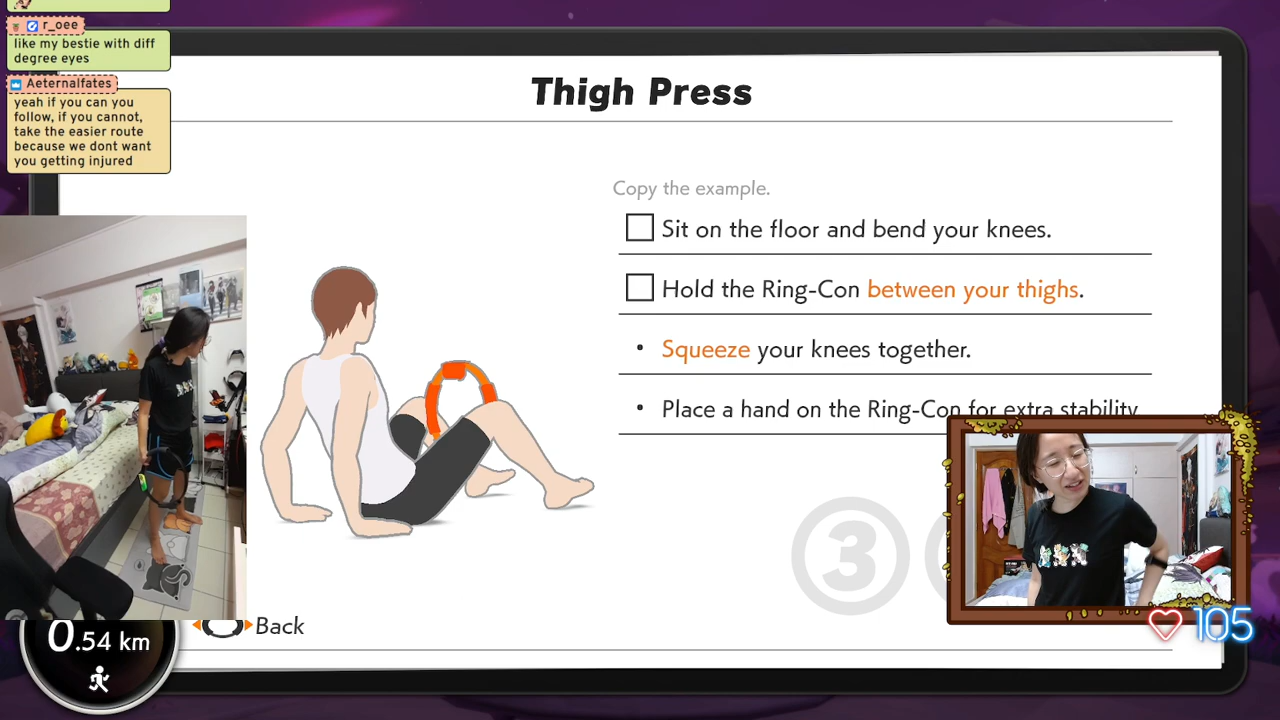 r_oee
like my bestie with diff
degree eyes
Aeternalfates
yeah if you can you
follow, if you cannot,
take the easier route
because we dont want
you getting injured
Thigh Press
Copy the example.
Sit on the floor and bend your knees.
Hold the Ring-Con between your thighs.
• Squeeze your knees together.
• Place a hand on the Ring-Con for extra stability
3
Back
0.54 km
105